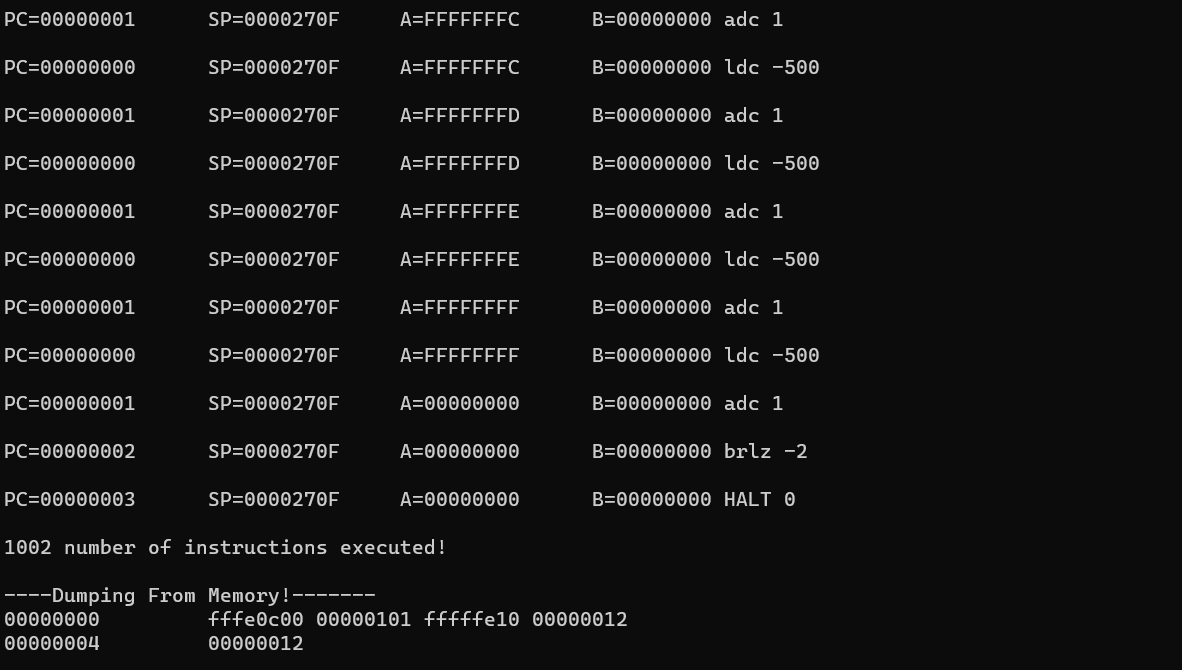 PC=00000001 SP=0000270F A=FFFFFFFC B=00000000 adc 1
PC=00000000 SP=0000270F A=FFFFFFFC B=00000000 ldc -500
PC=00000001 SP=0000270F A=FFFFFFFD B=00000000 adc 1
PC=00000000 SP=0000270F A=FFFFFFFD B=00000000 ldc -500
PC=00000001 SP=0000270F A=FFFFFFFE B=00000000 adc 1
PC=00000000 SP=0000270F A=FFFFFFFE B=00000000 ldc -500
PC=00000001 SP=0000270F A=FFFFFFFF B=00000000 adc 1
PC=00000000 SP=0000270F A=FFFFFFFF B=00000000 ldc -500
PC=00000001 SP=0000270F A=00000000 B=00000000 adc 1
PC=00000002 SP=0000270F A=00000000 B=00000000 brlz -2
PC=00000003 SP=0000270F A=00000000 B=00000000 HALT 0
1002 number of instructions executed!
----Dumping From Memory!-------
00000000 fffe0c00 00000101 fffffe10 00000012
00000004 00000012